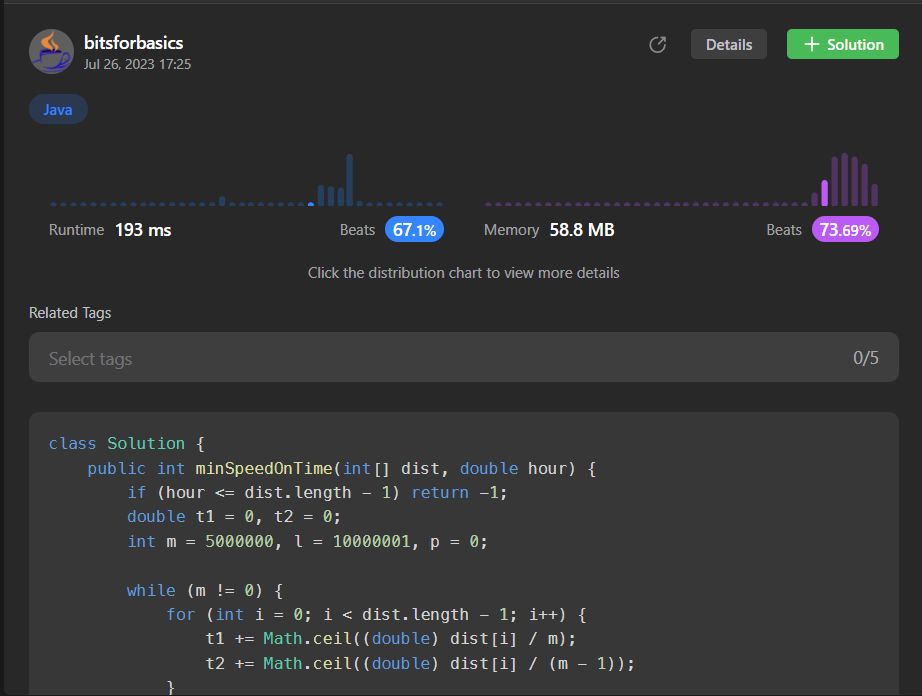 bitsforbasics
Jul 26, 2023 17:25
Details
+ Solution
Java
Runtime 193 ms Beats 67.1%
Memory 58.8 MB Beats 73.69%
Click the distribution chart to view more details
Related Tags
Select tags 0/5
class Solution {
    public int minSpeedOnTime(int[] dist, double hour) {
        if (hour <= dist.length - 1) return -1;
        double t1 = 0, t2 = 0;
        int m = 5000000, l = 10000001, p = 0;

        while (m != 0) {
            for (int i = 0; i < dist.length - 1; i++) {
                t1 += Math.ceil((double) dist[i] / m);
                t2 += Math.ceil((double) dist[i] / (m - 1));
            }